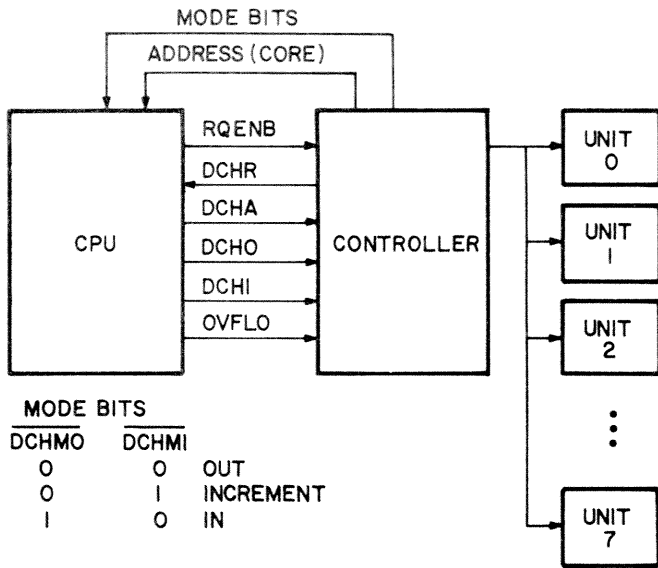 MODE BITS
ADDRESS (CORE)
RQENB
DCHR
DCHA
DCHO
DCHI
OVFLO
CPU
CONTROLLER
UNIT
0
UNIT
1
UNIT
2
UNIT
7
MODE BITS
DCHMO DCHMI
0 0 OUT
0 1 INCREMENT
1 0 IN